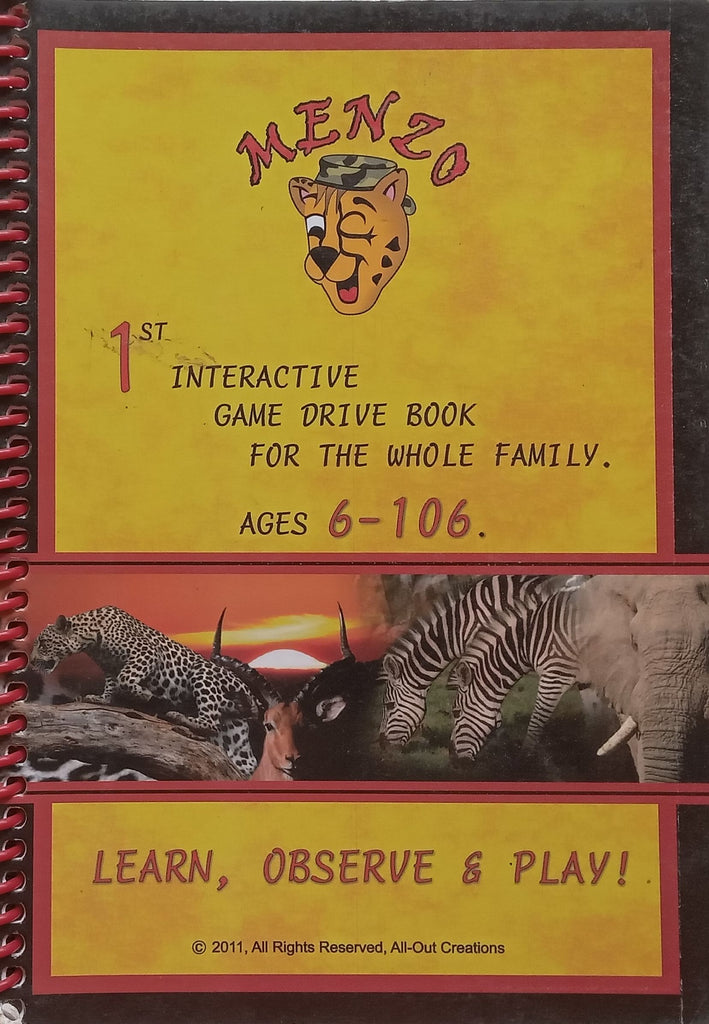 MENZO
1ST
INTERACTIVE
GAME DRIVE BOOK
FOR THE WHOLE FAMILY.
AGES 6-106.
LEARN, OBSERVE & PLAY!
© 2011, All Rights Reserved, All-Out Creations